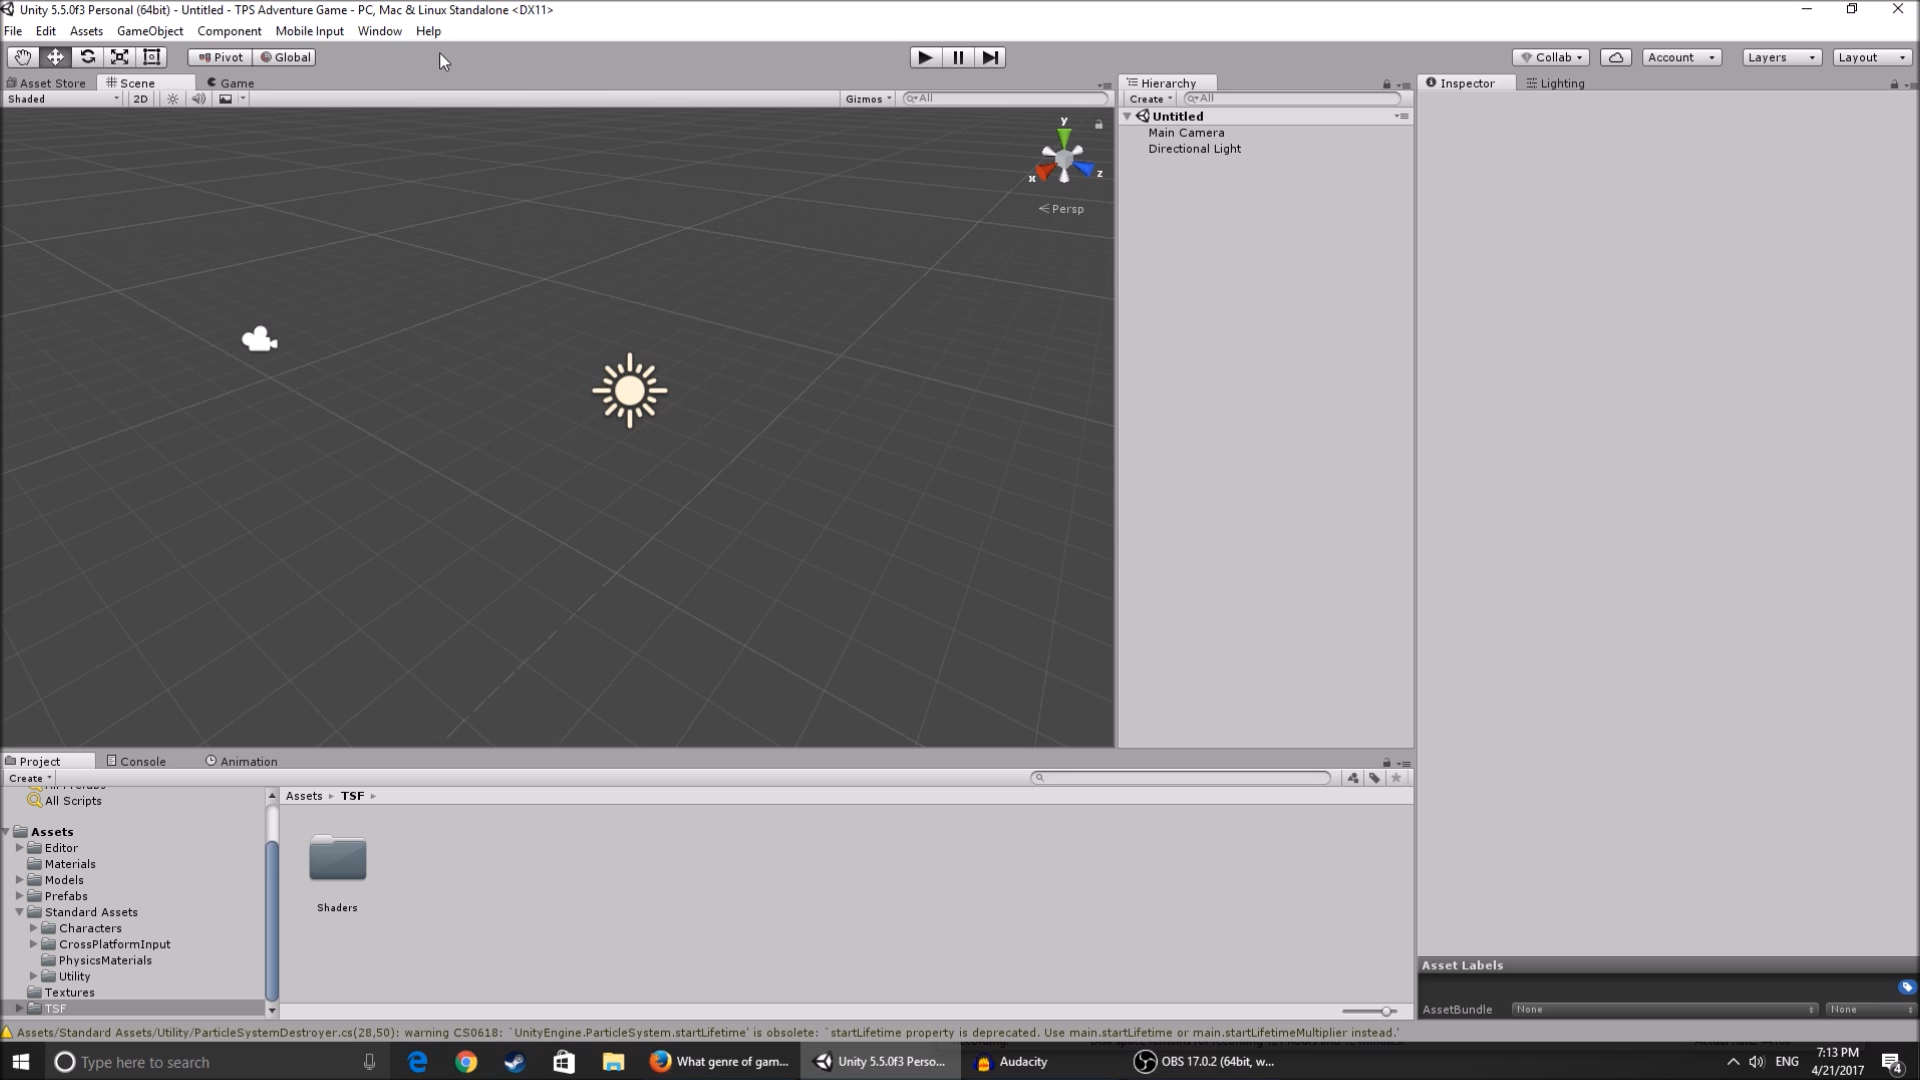 Unity 5.5.0f3 Personal (64bit) - Untitled - TPS Adventure Game - PC, Mac & Linux Standalone <DX11>
File Edit Assets GameObject Component Mobile Input Window Help
Pivot Global Collab Account Layers Layout
Asset Store Scene Game Hierarchy Inspector Lighting
Shaded 2D Gizmos All Create All
Untitled
Main Camera
Directional Light
y
x z
Persp
Project Console Animation
Create
All Prefabs
All Scripts
Assets TSF
Assets
Editor
Materials
Models
Prefabs
Standard Assets
Characters
CrossPlatformInput
PhysicsMaterials
Utility
Textures
TSF
Shaders
Asset Labels
AssetBundle None None
Assets/Standard Assets/Utility/ParticleSystemDestroyer.cs(28,50): warning CS0618: `UnityEngine.ParticleSystem.startLifetime' is obsolete: `startLifetime property is deprecated. Use main.startLifetime or main.startLifetimeMultiplier instead.'
Type here to search What genre of gam... Unity 5.5.0f3 Perso... Audacity OBS 17.0.2 (64bit, w... ENG 7:13 PM
4/21/2017
4